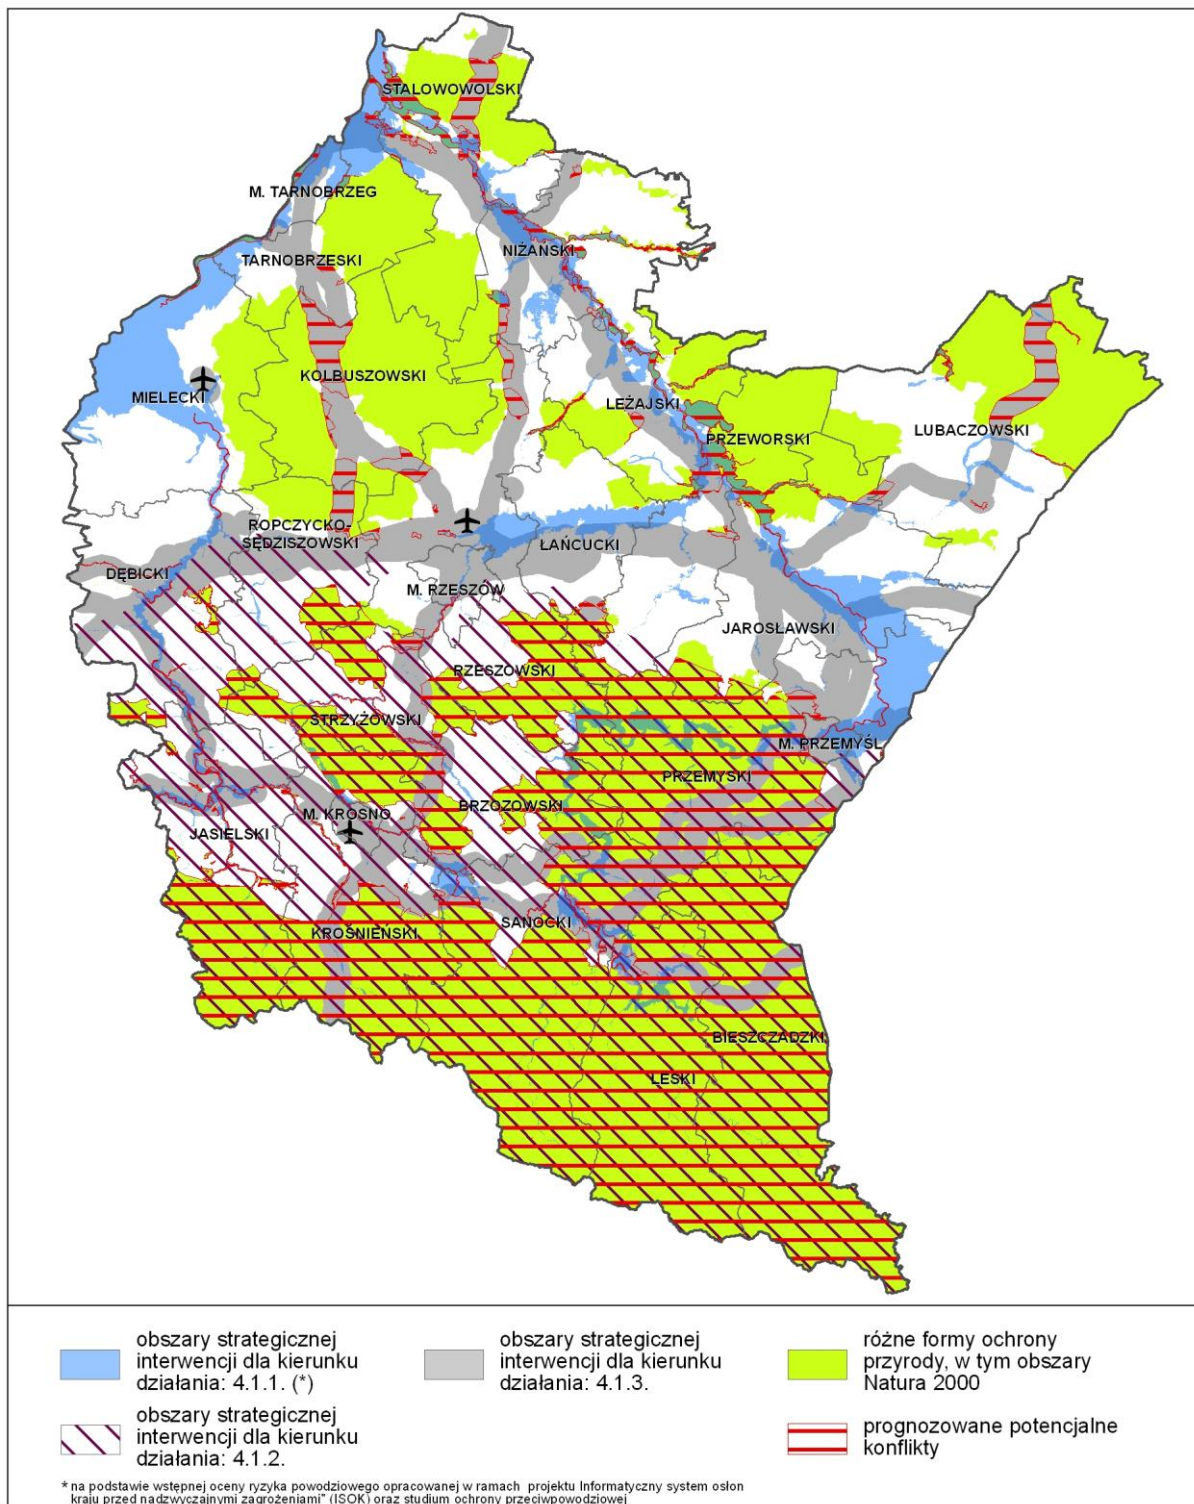 STALOWOWOLSKI
M. TARNOBRZEG
NIŻAŃSKI
TARNOBRZESKI
KOLBUSZOWSKI
MIELECKI
LEŻAJSKI
LUBACZOWSKI
PRZEWORSKI
ROPCZYCKO-
SĘDZISZOWSKI
ŁAŃCUCKI
DĘBICKI
M. RZESZÓW
JAROSŁAWSKI
RZESZOWSKI
STRZYŻOWSKI
M. PRZEMYŚL
PRZEMYSKI
BRZOZOWSKI
M. KROSNO
JASIELSKI
SANOCKI
KROŚNIEŃSKI
BIESZCZADZKI
LESKI
obszary strategicznej
interwencji dla kierunku
działania: 4.1.1. (*)
obszary strategicznej
interwencji dla kierunku
działania: 4.1.3.
różne formy ochrony
przyrody, w tym obszary
Natura 2000
obszary strategicznej
interwencji dla kierunku
działania: 4.1.2.
prognozowane potencjalne
konflikty
* na podstawie wstępnej oceny ryzyka powodziowego opracowanej w ramach projektu Informatyczny system osłon
kraju przed nadzwyczajnymi zagrożeniami" (ISOK) oraz studium ochrony przeciwpowodziowej